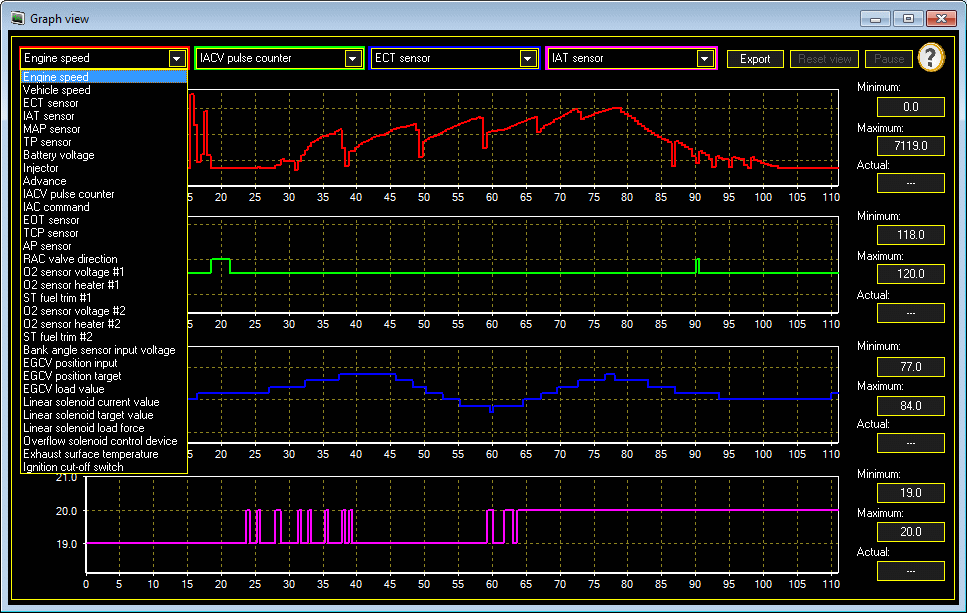 Graph view
Engine speed IACV pulse counter ECT sensor IAT sensor Export Reset view Pause ?
Engine speed
Vehicle speed
ECT sensor
IAT sensor
MAP sensor
TP sensor
Battery voltage
Injector
Advance
IACV pulse counter
IAC command
EOT sensor
TCP sensor
AP sensor
RAC valve direction
O2 sensor voltage #1
O2 sensor heater #1
ST fuel trim #1
O2 sensor voltage #2
O2 sensor heater #2
ST fuel trim #2
Bank angle sensor input voltage
EGCV position input
EGCV position target
EGCV load value
Linear solenoid current value
Linear solenoid target value
Linear solenoid load force
Overflow solenoid control device
Exhaust surface temperature
Ignition cut-off switch
Minimum:
0.0
Maximum:
7119.0
Actual:
---
15 20 25 30 35 40 45 50 55 60 65 70 75 80 85 90 95 100 105 110
Minimum:
118.0
Maximum:
120.0
Actual:
---
15 20 25 30 35 40 45 50 55 60 65 70 75 80 85 90 95 100 105 110
Minimum:
77.0
Maximum:
84.0
Actual:
---
15 20 25 30 35 40 45 50 55 60 65 70 75 80 85 90 95 100 105 110
21.0
20.0
19.0
Minimum:
19.0
Maximum:
20.0
Actual:
---
0 5 10 15 20 25 30 35 40 45 50 55 60 65 70 75 80 85 90 95 100 105 110